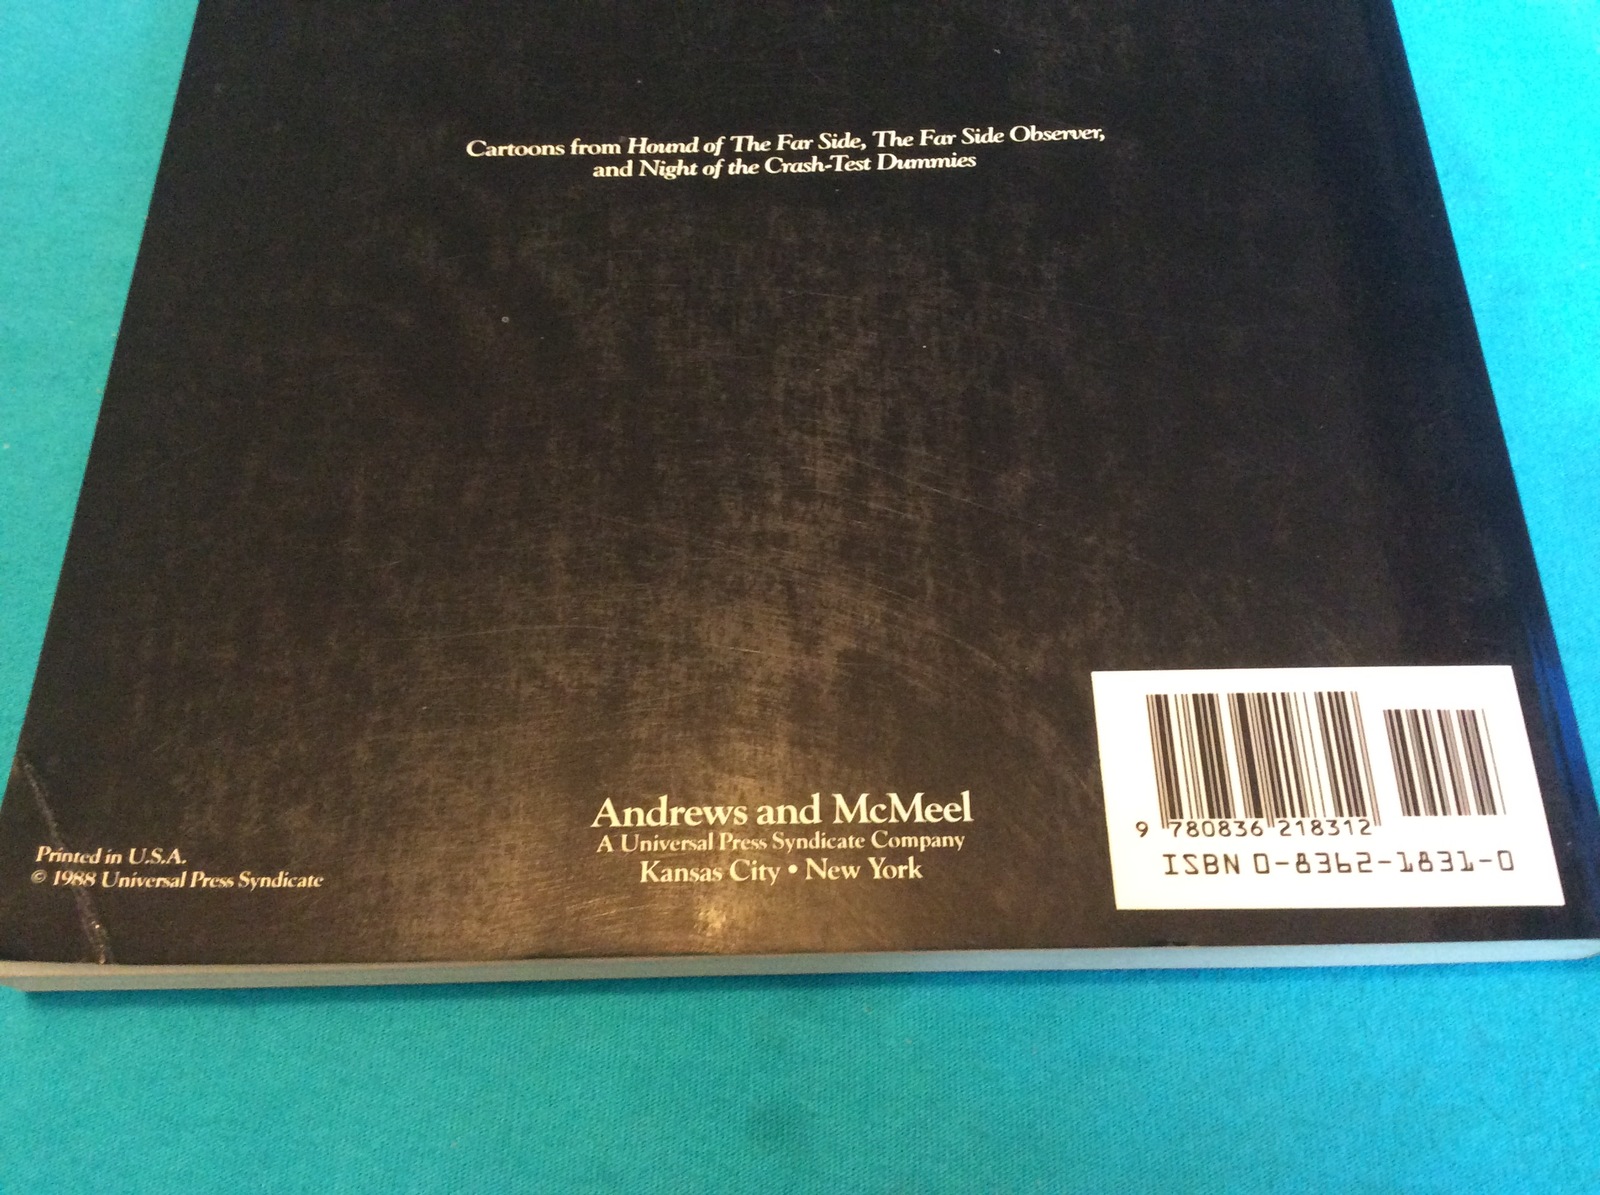 Cartoons from Hound of The Far Side, The Far Side Observer,
and Night of the Crash-Test Dummies
Andrews and McMeel
A Universal Press Syndicate Company
Kansas City • New York
Printed in U.S.A.
© 1988 Universal Press Syndicate
9 780836 218312
ISBN 0-8362-1831-0